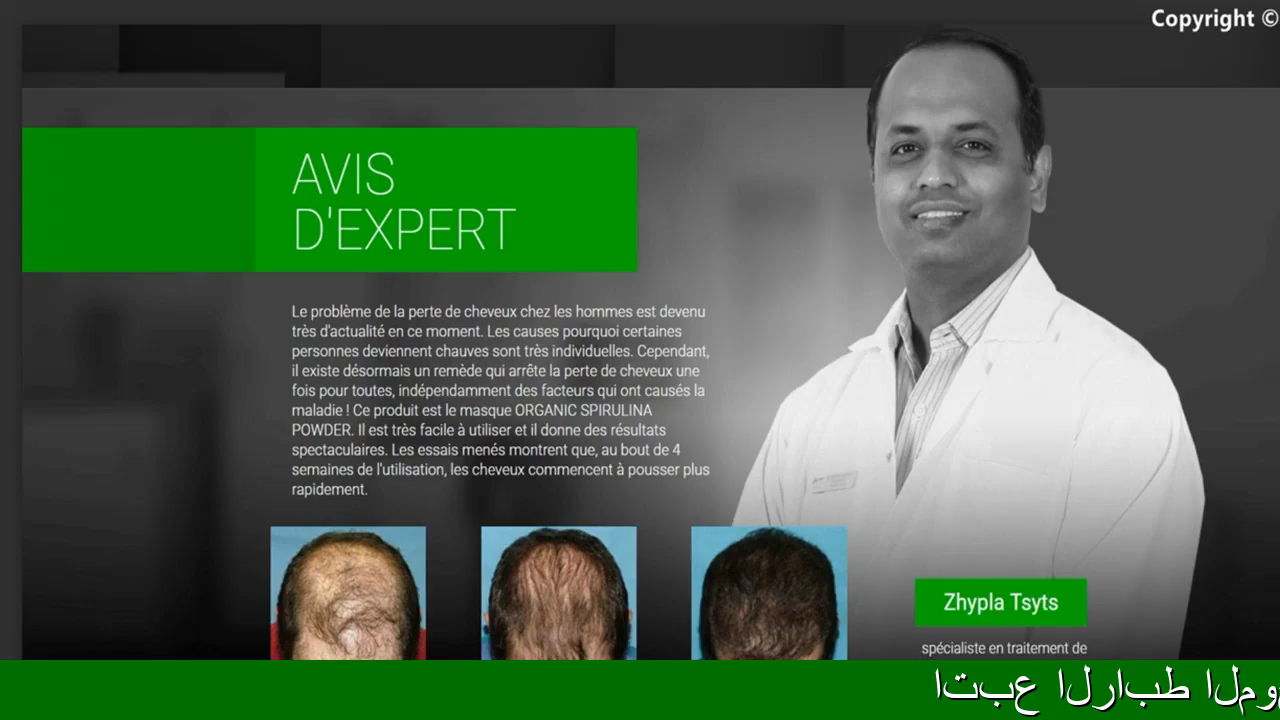 Copyright ©
AVIS
D'EXPERT
Le problème de la perte de cheveux chez les hommes est devenu
très d'actualité en ce moment. Les causes pourquoi certaines
personnes deviennent chauves sont très individuelles. Cependant,
il existe désormais un remède qui arrête la perte de cheveux une
fois pour toutes, indépendamment des facteurs qui ont causés la
maladie ! Ce produit est le masque ORGANIC SPIRULINA
POWDER. Il est très facile à utiliser et il donne des résultats
spectaculaires. Les essais menés montrent que, au bout de 4
semaines de l'utilisation, les cheveux commencent à pousser plus
rapidement.
Zhypla Tsyts
spécialiste en traitement de
اتبع الرابط المو